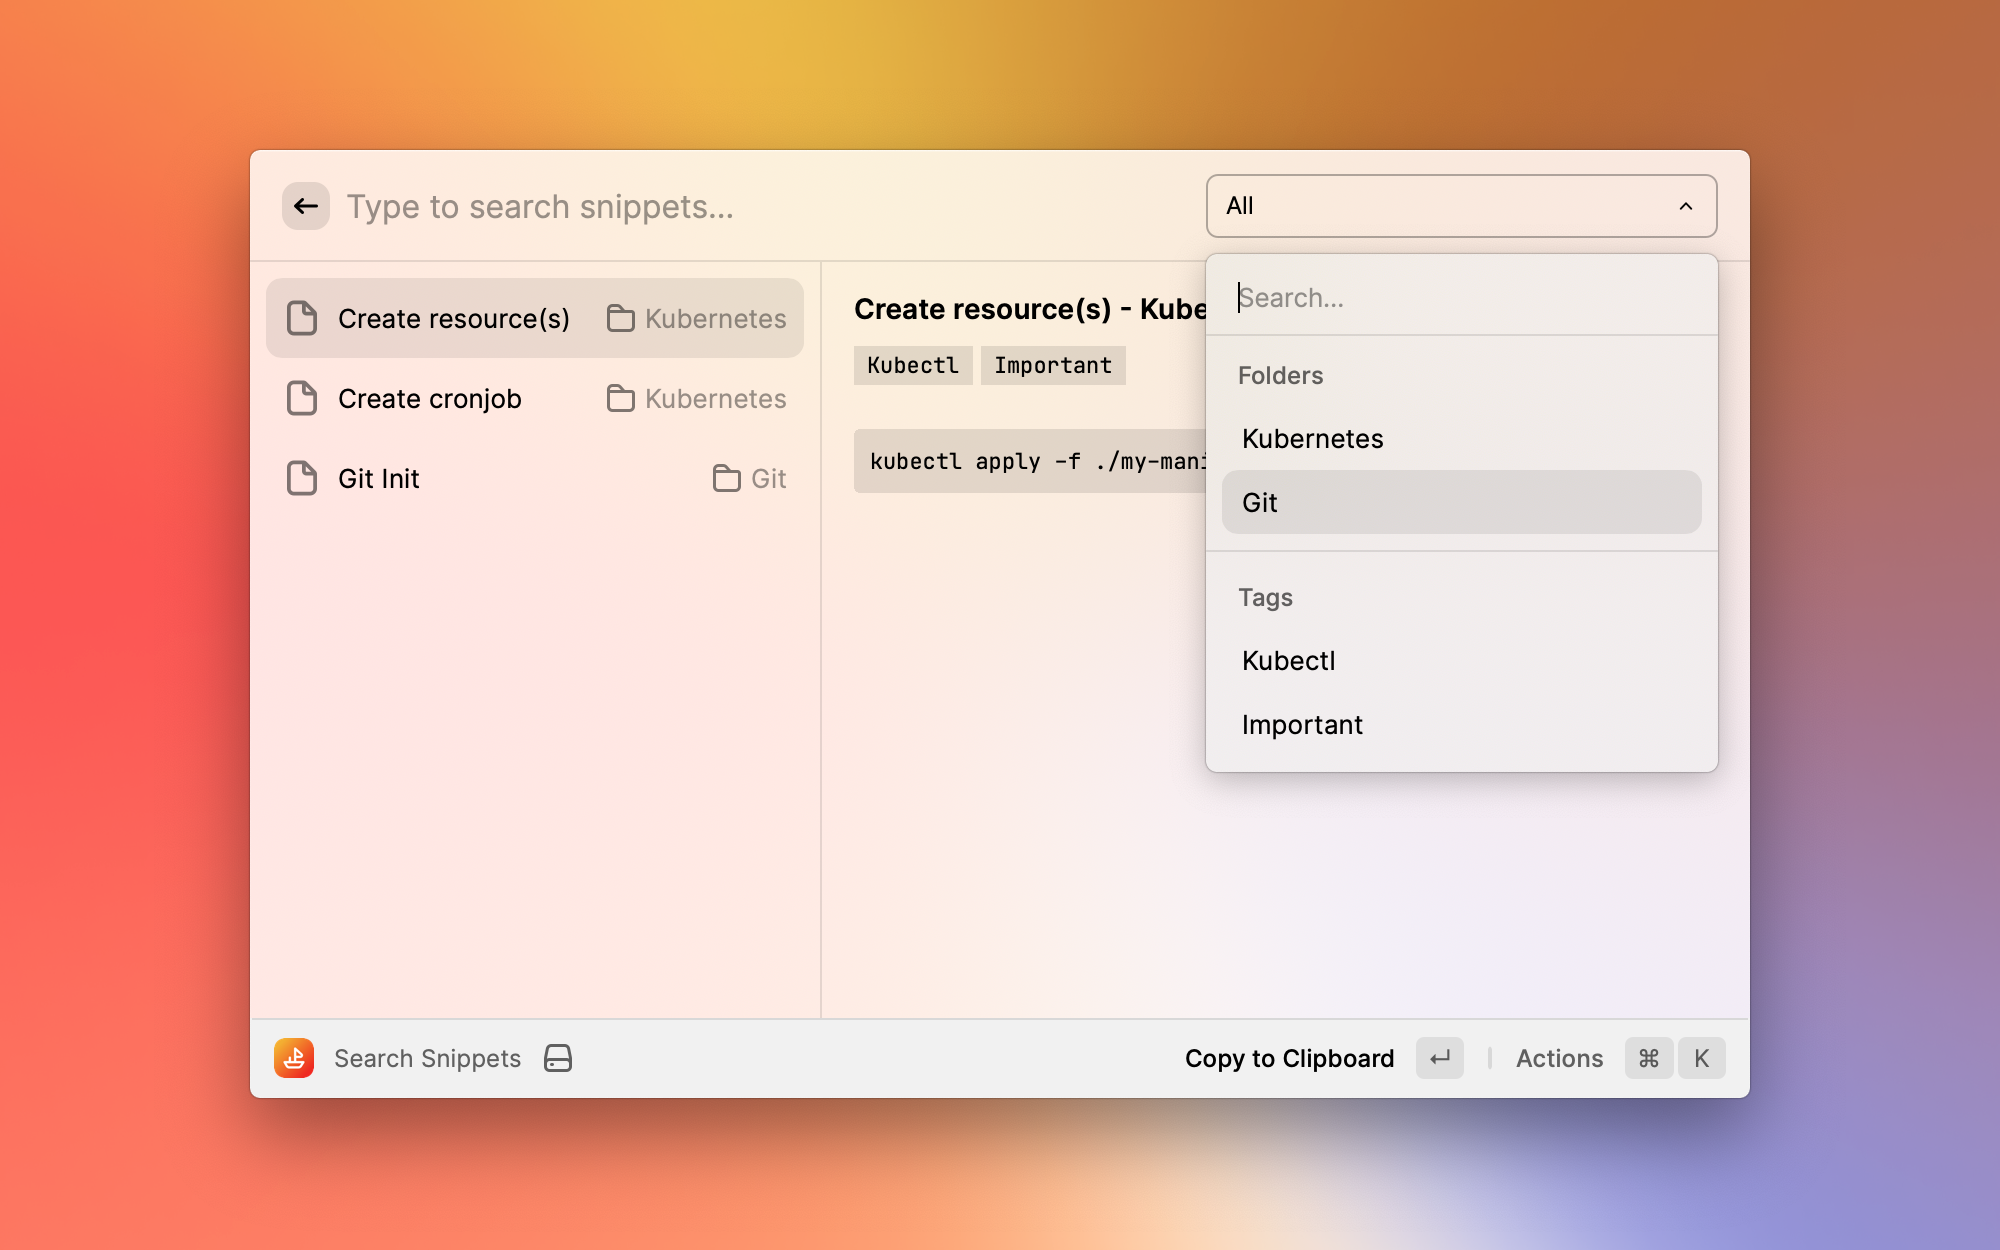 Type to search snippets...
All
Create resource(s) Kubernetes
Create cronjob Kubernetes
Git Init Git
Create resource(s) - Kube
Kubectl Important
kubectl apply -f ./my-mani
Search...
Folders
Kubernetes
Git
Tags
Kubectl
Important
Search Snippets
Copy to Clipboard ↵ | Actions ⌘ K